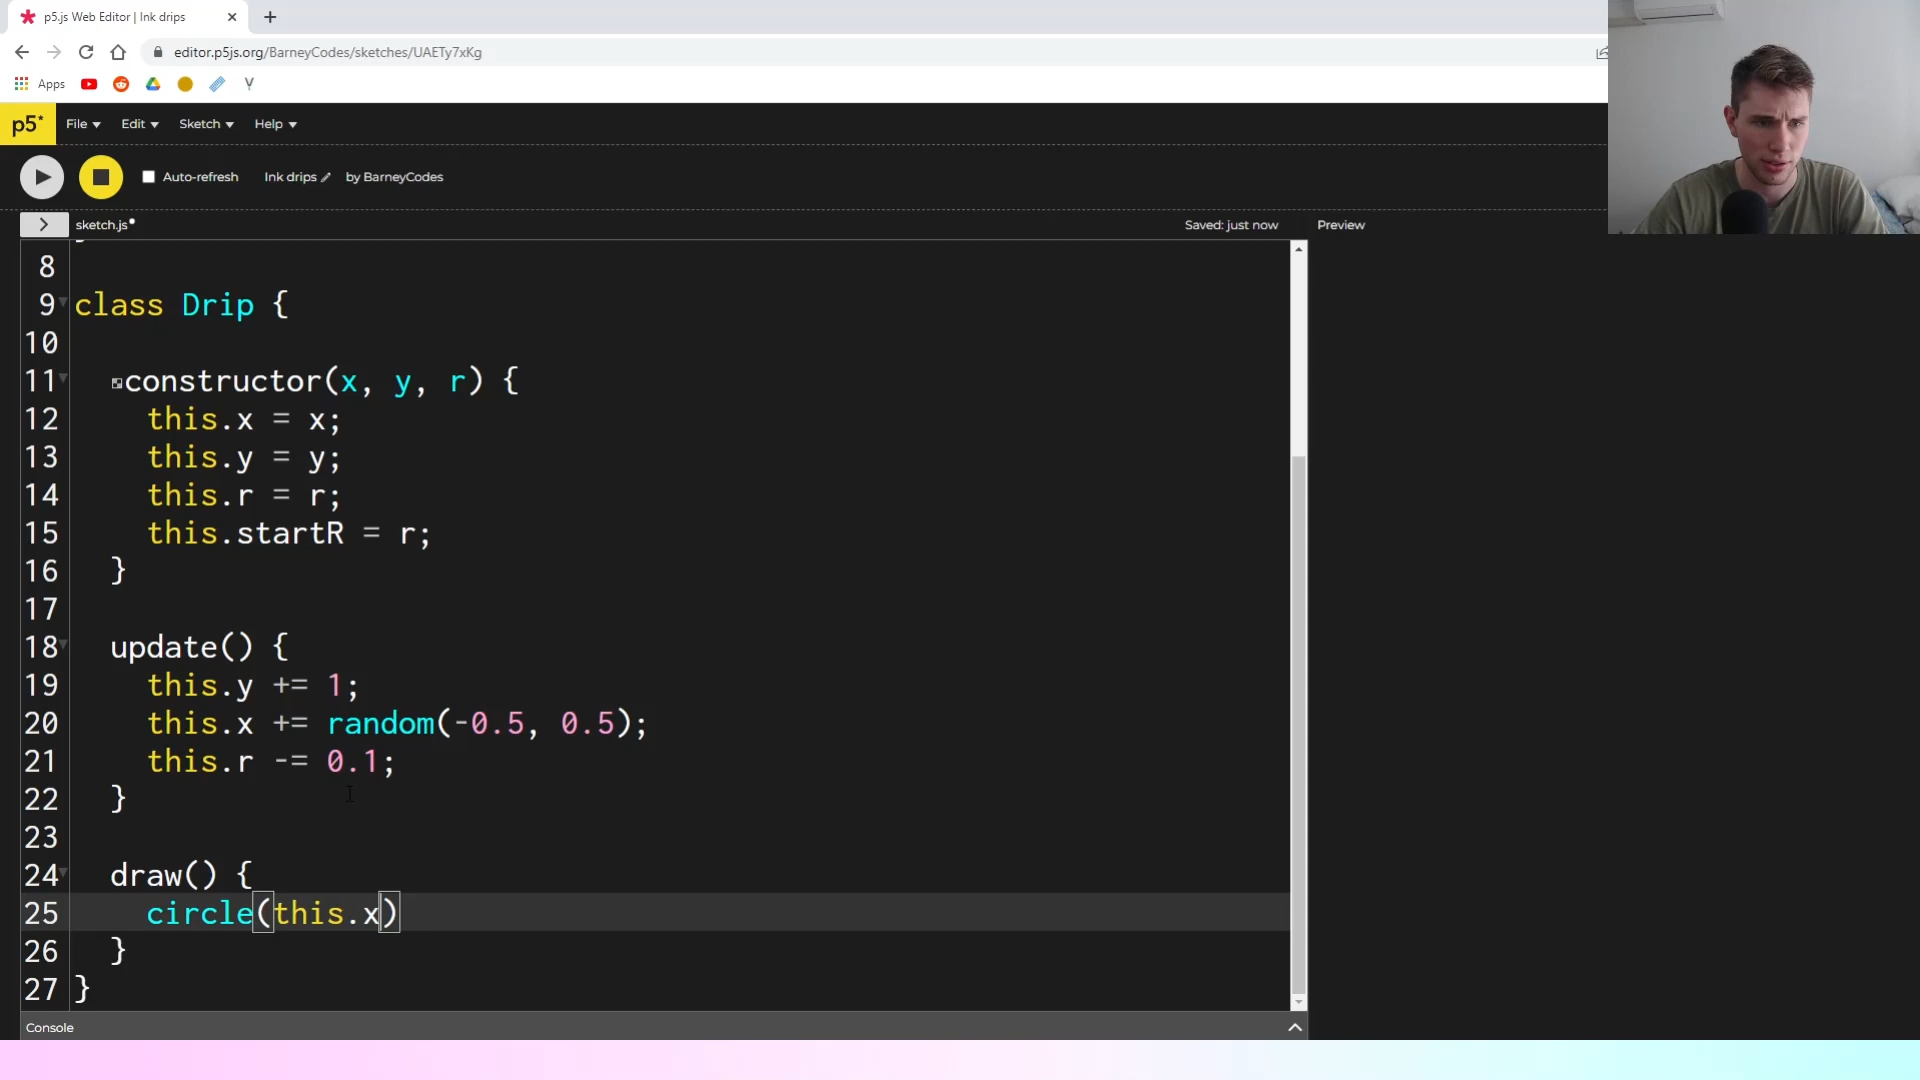 p5.js Web Editor | Ink drips
editor.p5js.org/BarneyCodes/sketches/UAETy7xKg
Apps
p5* File Edit Sketch Help
Auto-refresh Ink drips by BarneyCodes
sketch.js Saved: just now Preview
8
9 class Drip {
10
11 constructor(x, y, r) {
12 this.x = x;
13 this.y = y;
14 this.r = r;
15 this.startR = r;
16 }
17
18 update() {
19 this.y += 1;
20 this.x += random(-0.5, 0.5);
21 this.r -= 0.1;
22 }
23
24 draw() {
25 circle(this.x)
26 }
27 }
Console